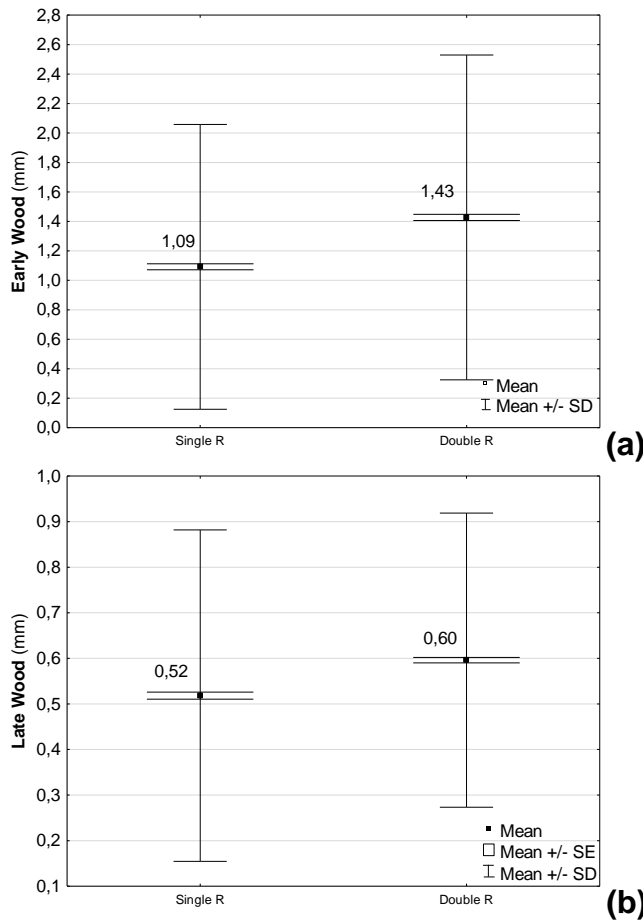 2,8
2,6
2,4
2,2
2,0
1,8
1,6
1,4
1,2
1,0
0,8
0,6
0,4
0,2
0,0
Early Wood (mm)
1,09
1,43
Mean
Mean +/- SD
Single R
Double R
(a)
1,0
0,9
0,8
0,7
0,6
0,5
0,4
0,3
0,2
0,1
Late Wood (mm)
0,52
0,60
Mean
Mean +/- SE
Mean +/- SD
Single R
Double R
(b)